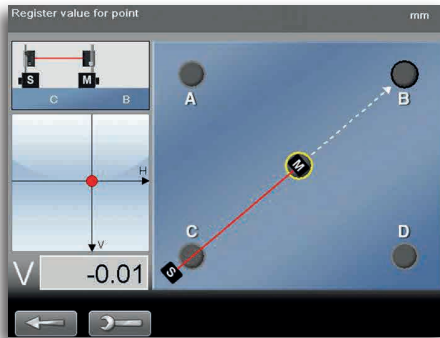 Register value for point mm
S M
C B
H
V
V -0.01
A B
M
C D
S